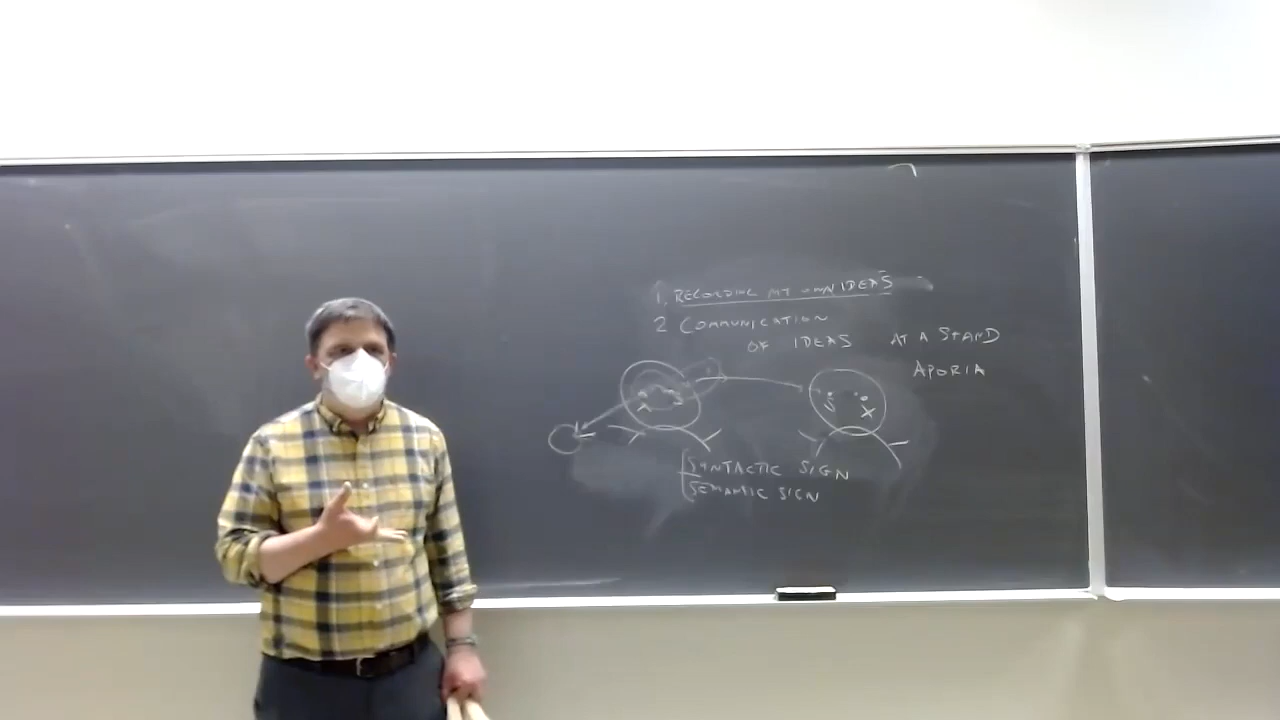 1. RECORDING MY OWN IDEAS
2 COMMUNICATION
OF IDEAS
AT A STAND
APORIA
SYNTACTIC SIGN
SEMANTIC SIGN